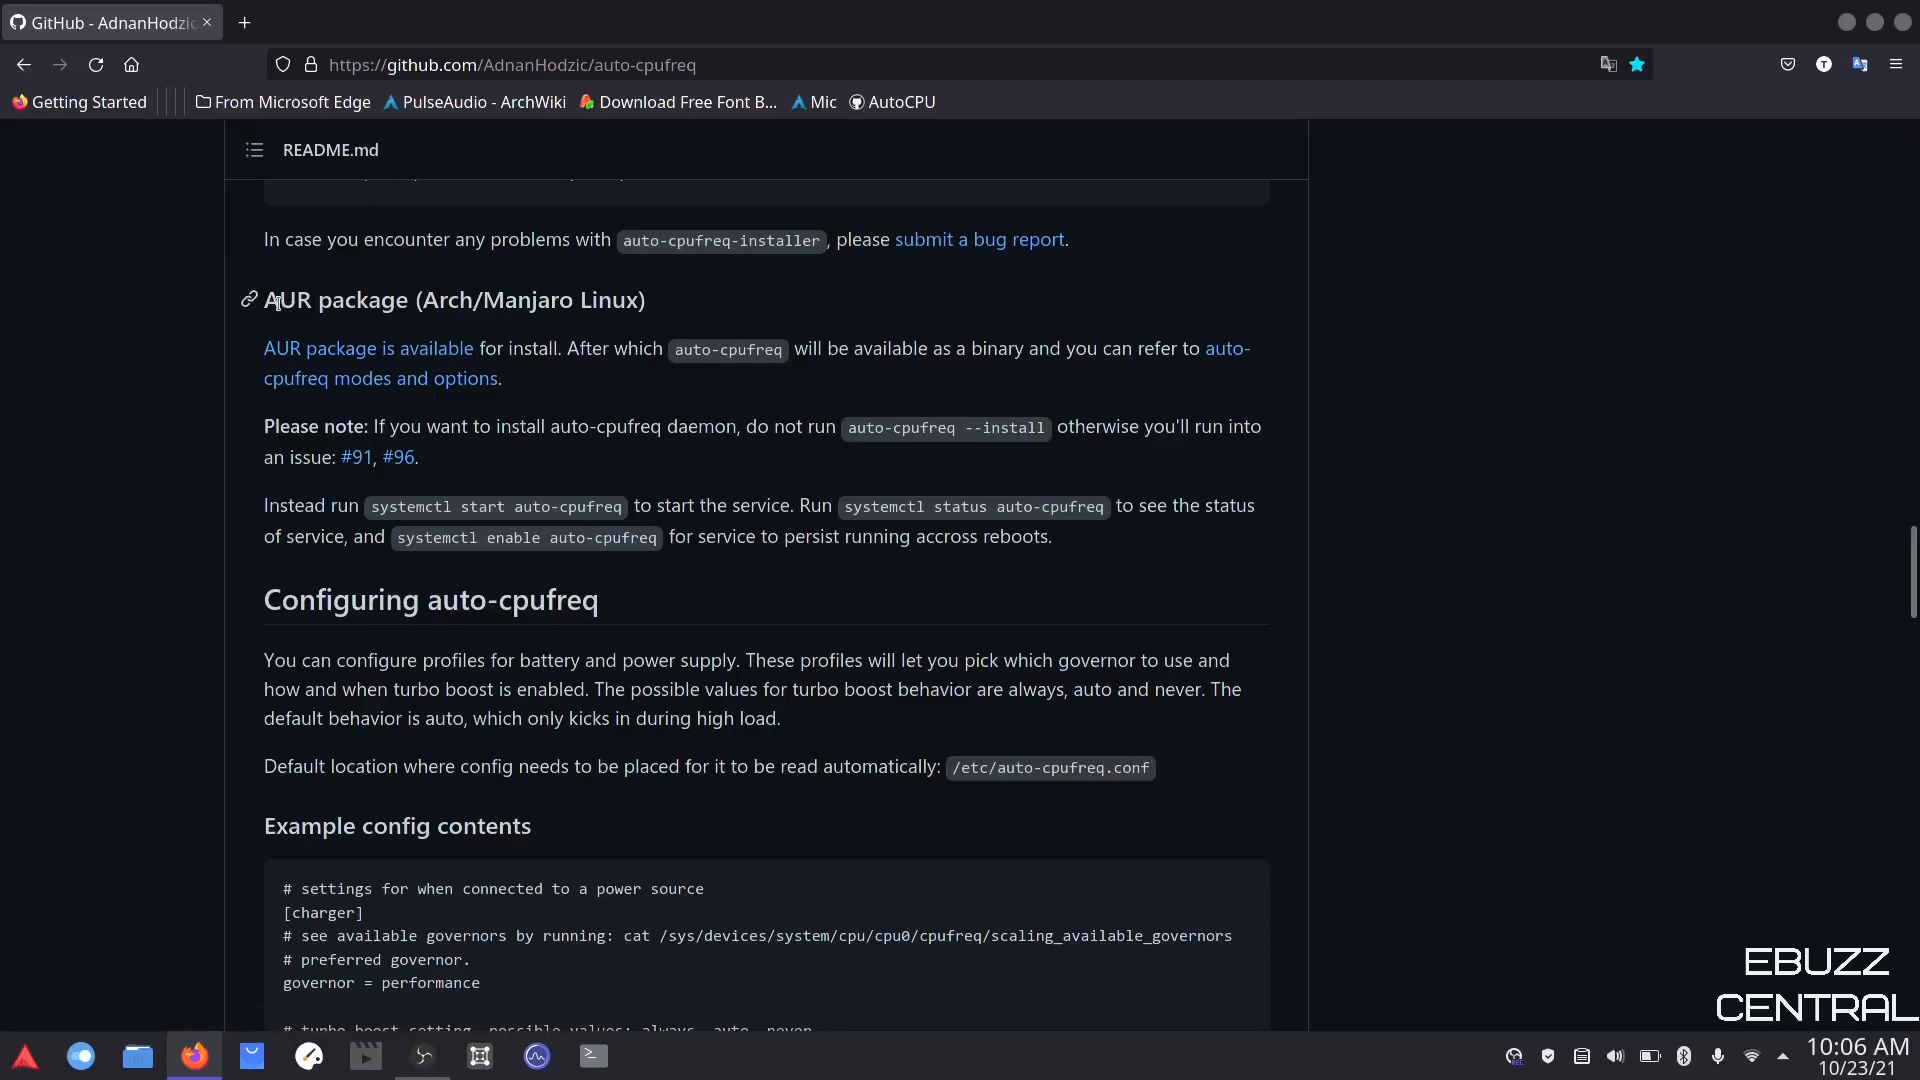 GitHub - AdnanHodzic
https://github.com/AdnanHodzic/auto-cpufreq
Getting Started
From Microsoft Edge
PulseAudio - ArchWiki
Download Free Font B...
Mic
AutoCPU
README.md
In case you encounter any problems with auto-cpufreq-installer, please submit a bug report.
AUR package (Arch/Manjaro Linux)
AUR package is available for install. After which auto-cpufreq will be available as a binary and you can refer to auto-
cpufreq modes and options.
Please note: If you want to install auto-cpufreq daemon, do not run auto-cpufreq --install otherwise you'll run into
an issue: #91, #96.
Instead run systemctl start auto-cpufreq to start the service. Run systemctl status auto-cpufreq to see the status
of service, and systemctl enable auto-cpufreq for service to persist running accross reboots.
Configuring auto-cpufreq
You can configure profiles for battery and power supply. These profiles will let you pick which governor to use and
how and when turbo boost is enabled. The possible values for turbo boost behavior are always, auto and never. The
default behavior is auto, which only kicks in during high load.
Default location where config needs to be placed for it to be read automatically: /etc/auto-cpufreq.conf
Example config contents
# settings for when connected to a power source
[charger]
# see available governors by running: cat /sys/devices/system/cpu/cpu0/cpufreq/scaling_available_governors
# preferred governor.
governor = performance
# turbo boost setting. possible values: always, auto, never
EBUZZ
CENTRAL
10:06 AM
10/23/21